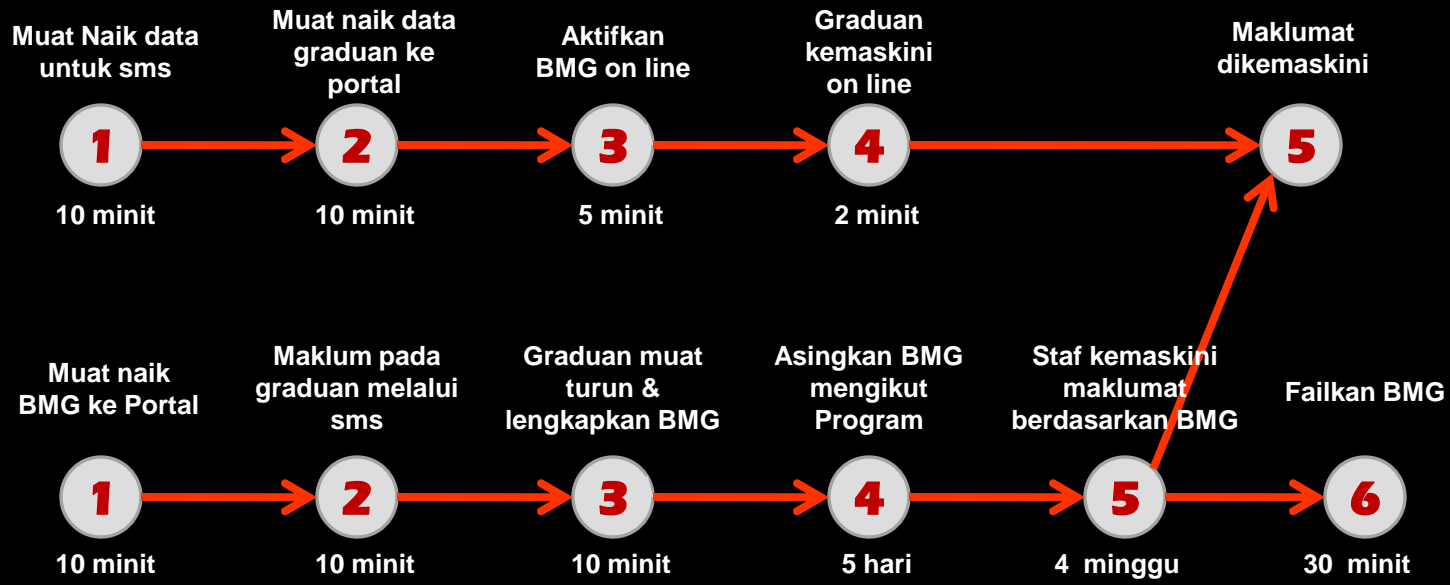 Muat Naik data
untuk sms
Muat naik data
graduan ke
portal
Aktifkan
BMG on line
Graduan
kemaskini
on line
Maklumat
dikemaskini
1
2
3
4
5
10 minit
10 minit
5 minit
2 minit
Muat naik
BMG ke Portal
Maklum pada
graduan melalui
sms
Graduan muat
turun &
lengkapkan BMG
Asingkan BMG
mengikut
Program
Staf kemaskini
maklumat
berdasarkan BMG
Failkan BMG
1
2
3
4
5
6
10 minit
10 minit
10 minit
5 hari
4 minggu
30 minit